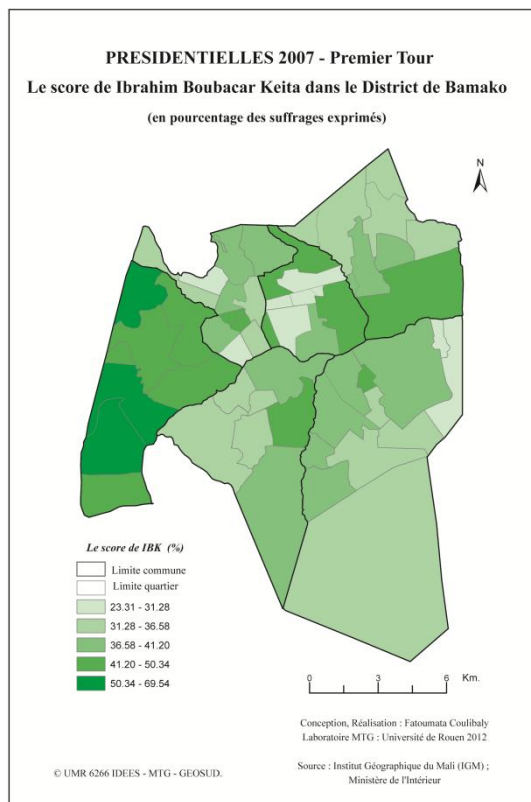 PRESIDENTIELLES 2007 - Premier Tour
Le score de Ibrahim Boubacar Keita dans le District de Bamako
(en pourcentage des suffrages exprimés)
N
Le score de IBK (%)
Limite commune
Limite quartier
23.31 - 31.28
31.28 - 36.58
36.58 - 41.20
41.20 - 50.34
50.34 - 69.54
0 3 6 Km.
Conception, Réalisation : Fatoumata Coulibaly
Laboratoire MTG : Université de Rouen 2012
© UMR 6266 IDEES - MTG - GEOSUD.
Source : Institut Géographique du Mali (IGM) ;
Ministère de l'Intérieur